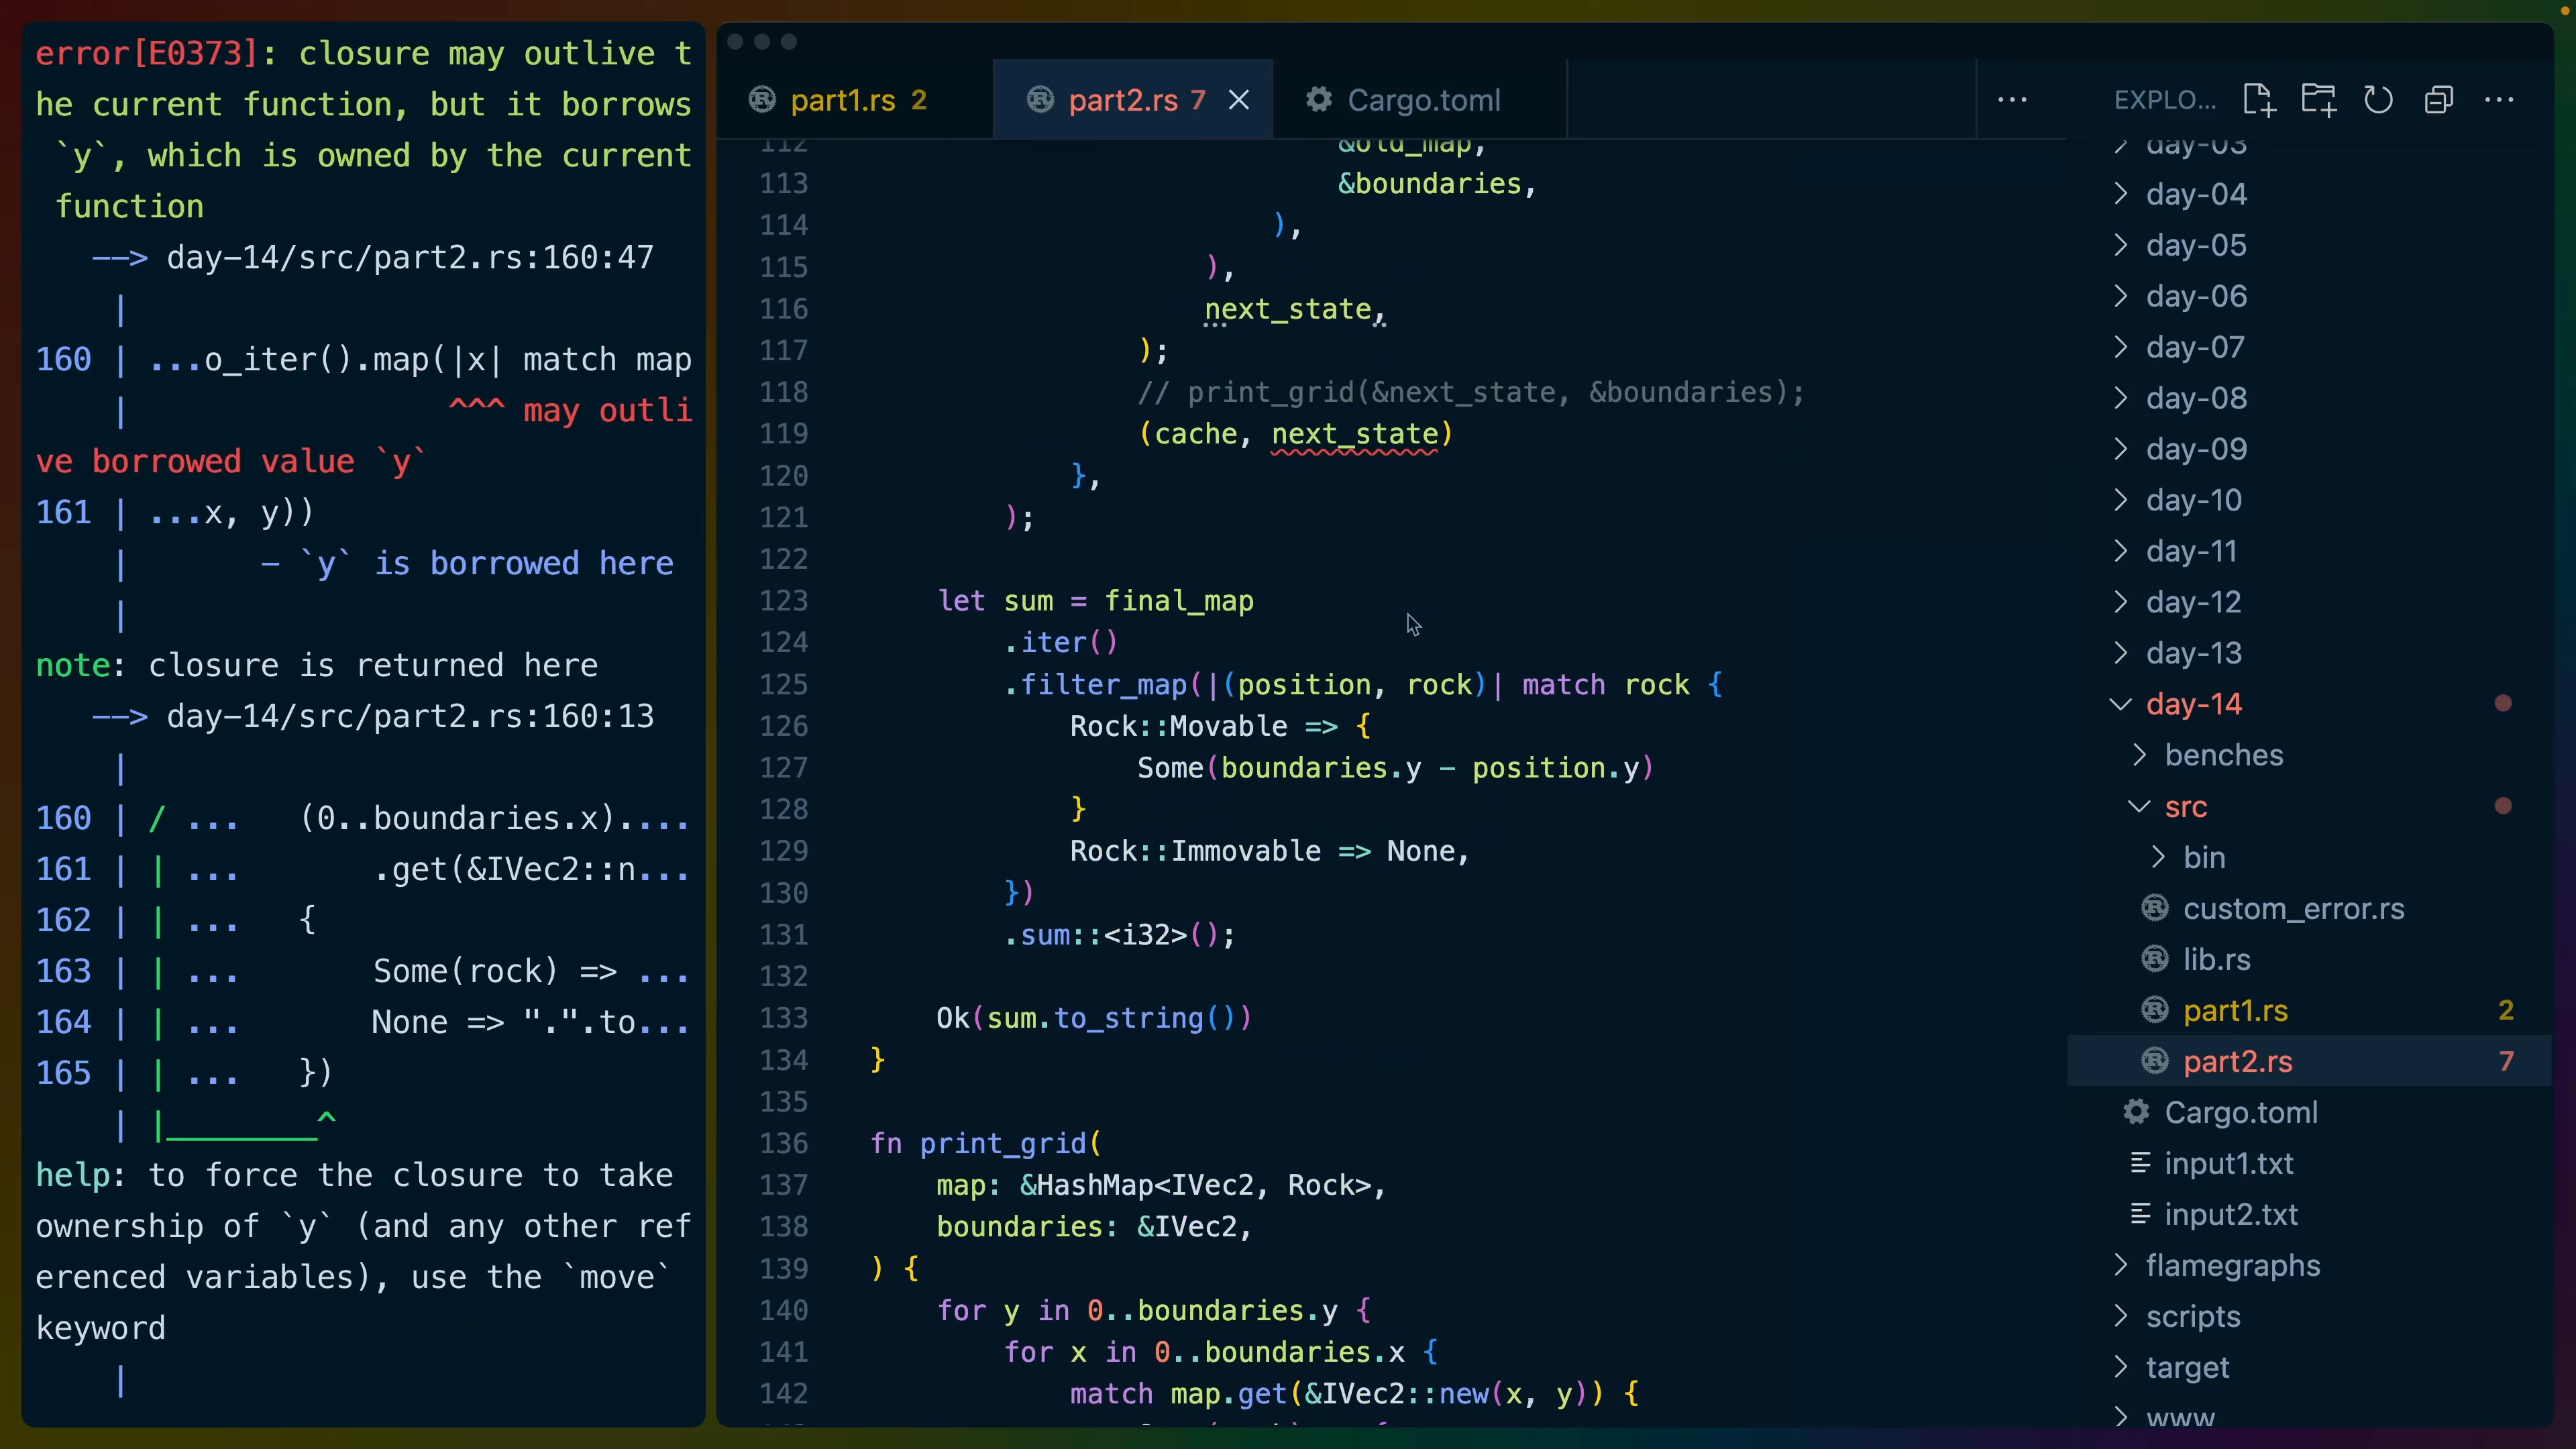 error[E0373]: closure may outlive t
he current function, but it borrows
`y`, which is owned by the current
function
--> day-14/src/part2.rs:160:47
|
160 | ...o_iter().map(|x| match map
| ^^^ may outli
ve borrowed value `y`
161 | ...x, y))
| - `y` is borrowed here
|
note: closure is returned here
--> day-14/src/part2.rs:160:13
|
160 | / ... (0..boundaries.x)....
161 | | ... .get(&IVec2::n...
162 | | ... {
163 | | ... Some(rock) => ...
164 | | ... None => ".".to...
165 | | ... })
| |________^
help: to force the closure to take
ownership of `y` (and any other ref
erenced variables), use the `move`
keyword
|
part1.rs 2
part2.rs 7
Cargo.toml
112 &old_map,
113 &boundaries,
114 ),
115 ),
116 next_state,
117 );
118 // print_grid(&next_state, &boundaries);
119 (cache, next_state)
120 },
121 );
122
123 let sum = final_map
124 .iter()
125 .filter_map(|(position, rock)| match rock {
126 Rock::Movable => {
127 Some(boundaries.y - position.y)
128 }
129 Rock::Immovable => None,
130 })
131 .sum::<i32>();
132
133 Ok(sum.to_string())
134 }
135
136 fn print_grid(
137 map: &HashMap<IVec2, Rock>,
138 boundaries: &IVec2,
139 ) {
140 for y in 0..boundaries.y {
141 for x in 0..boundaries.x {
142 match map.get(&IVec2::new(x, y)) {
EXPLO...
day-03
day-04
day-05
day-06
day-07
day-08
day-09
day-10
day-11
day-12
day-13
day-14
benches
src
bin
custom_error.rs
lib.rs
part1.rs 2
part2.rs 7
Cargo.toml
input1.txt
input2.txt
flamegraphs
scripts
target
www